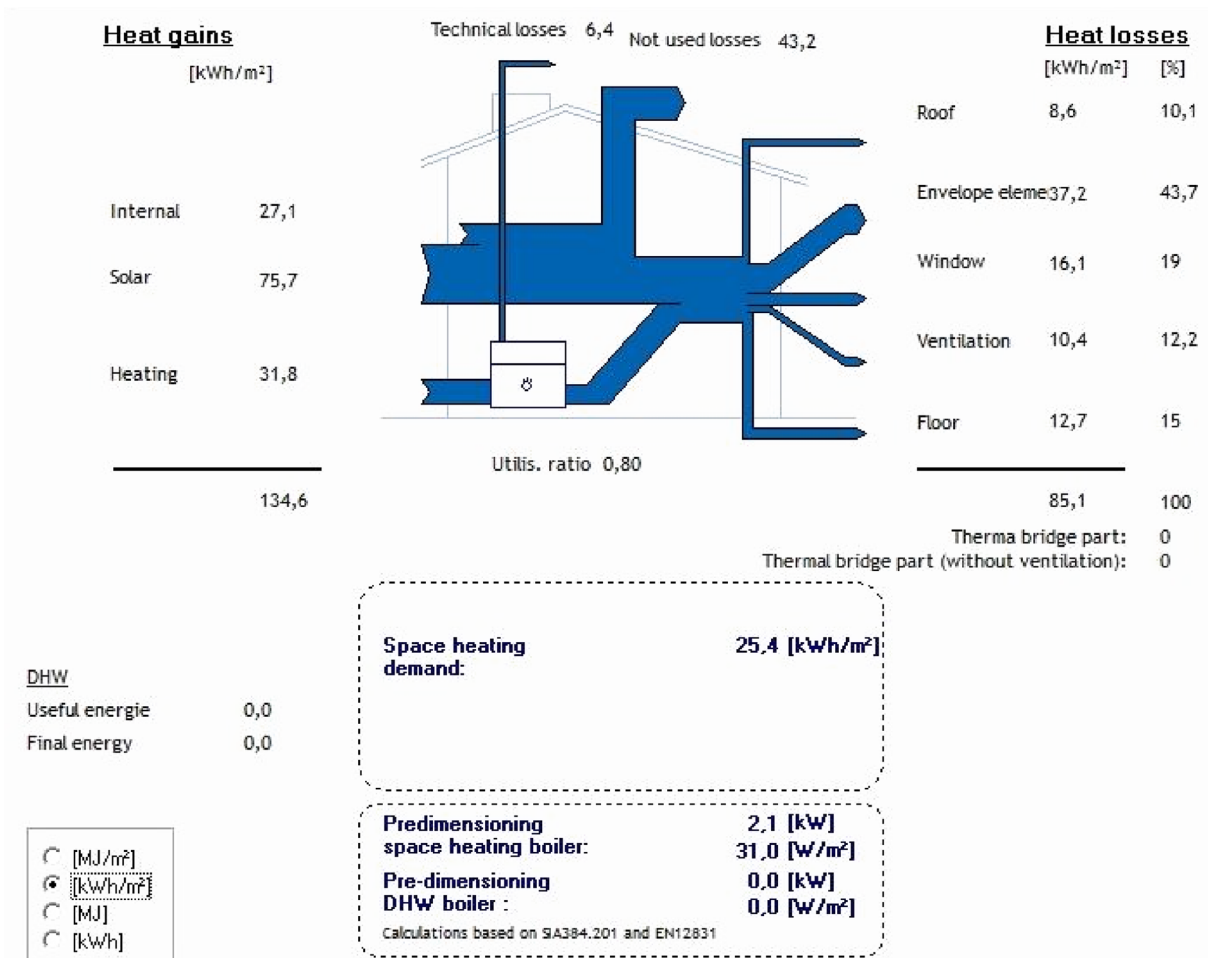 Heat gains
[kWh/m²]
Technical losses 6,4
Not used losses 43,2
Heat losses
[kWh/m²] [%]
Roof 8,6 10,1
Envelope eleme 37,2 43,7
Internal 27,1
Window 16,1 19
Solar 75,7
Ventilation 10,4 12,2
Heating 31,8
Floor 12,7 15
Utilis. ratio 0,80
134,6
85,1 100
Therma bridge part: 0
Thermal bridge part (without ventilation): 0
Space heating 25,4 [kWh/m²]
demand:
DHW
Useful energie 0,0
Final energy 0,0
Predimensioning 2,1 [kW]
space heating boiler: 31,0 [W/m²]
Pre-dimensioning 0,0 [kW]
DHW boiler : 0,0 [W/m²]
Calculations based on SIA384.201 and EN12831
[MJ/m²]
[kWh/m²]
[MJ]
[kWh]